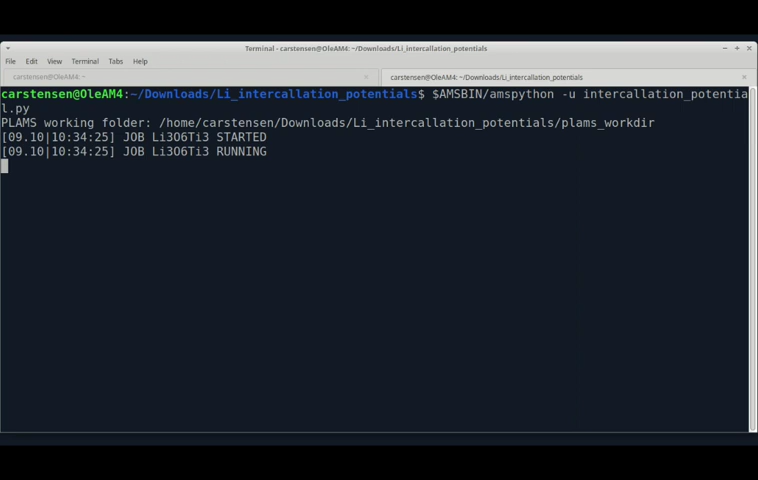 Terminal - carstensen@OleAM4: ~/Downloads/Li_intercallation_potentials
File Edit View Terminal Tabs Help
carstensen@OleAM4: ~
carstensen@OleAM4: ~/Downloads/Li_intercallation_potentials
carstensen@OleAM4:~/Downloads/Li_intercallation_potentials$ $AMSBIN/amspython -u intercallation_potentia
l.py
PLAMS working folder: /home/carstensen/Downloads/Li_intercallation_potentials/plams_workdir
[09.10|10:34:25] JOB Li3O6Ti3 STARTED
[09.10|10:34:25] JOB Li3O6Ti3 RUNNING